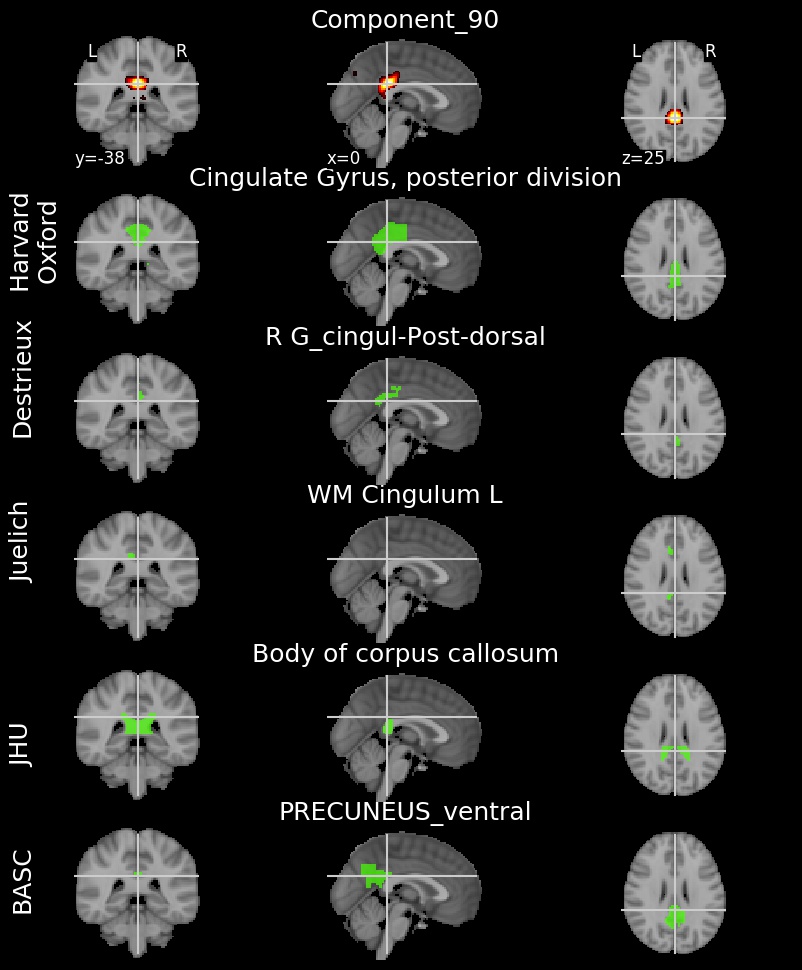 Component_90
L R L R
y=-38 x=0 z=25
Cingulate Gyrus, posterior division
Harvard
Oxford
R G_cingul-Post-dorsal
Destrieux
WM Cingulum L
Juelich
Body of corpus callosum
JHU
PRECUNEUS_ventral
BASC